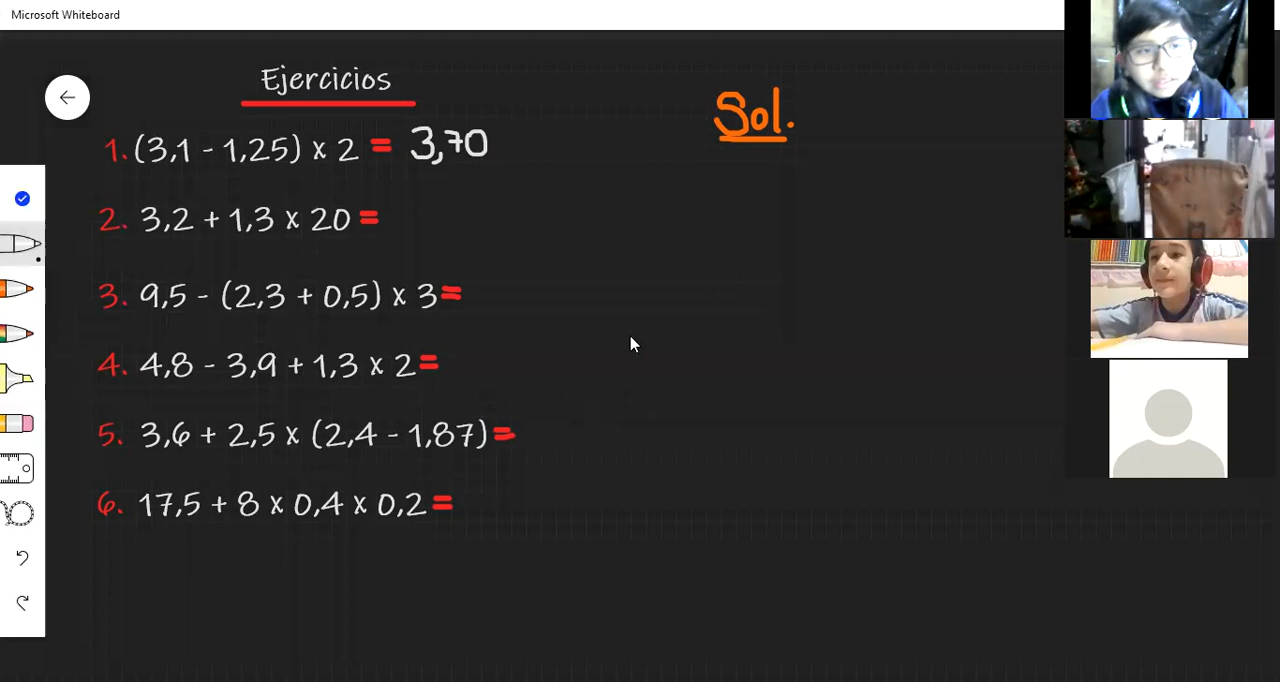 Microsoft Whiteboard
Ejercicios
Sol.
1. (3,1 - 1,25) x 2 = 3,70
2. 3,2 + 1,3 x 20 =
3. 9,5 - (2,3 + 0,5) x 3 =
4. 4,8 - 3,9 + 1,3 x 2 =
5. 3,6 + 2,5 x (2,4 - 1,87) =
6. 17,5 + 8 x 0,4 x 0,2 =